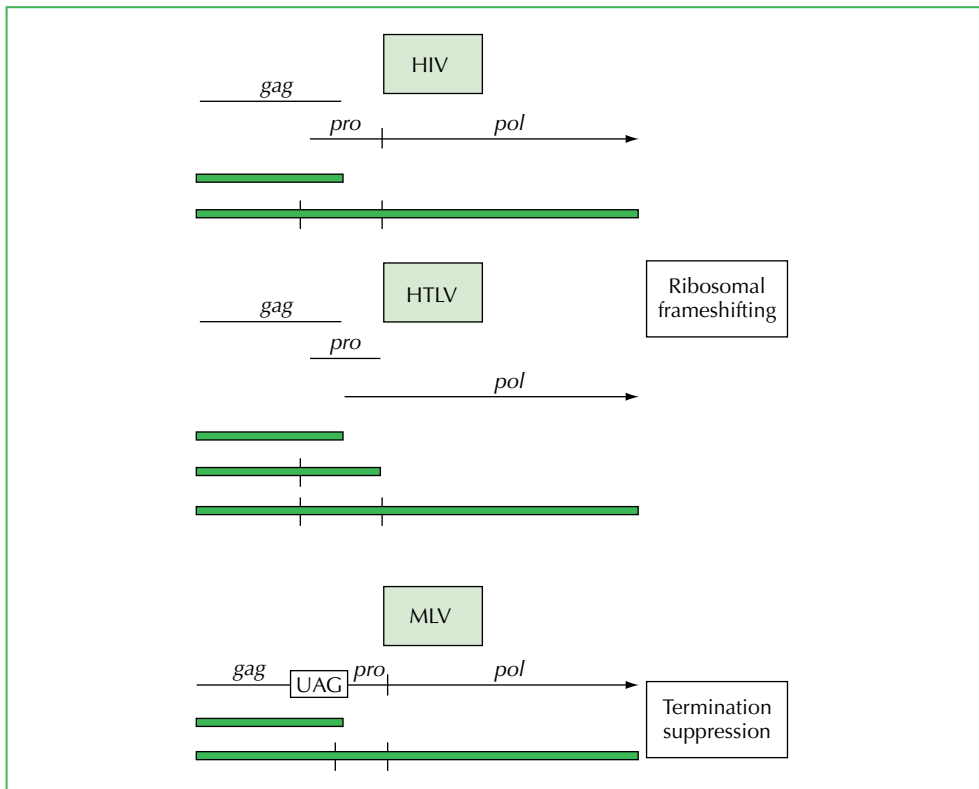 HIV
gag
pro pol
HTLV
Ribosomal
frameshifting
gag
pro
pol
MLV
gag UAG pro pol
Termination
suppression